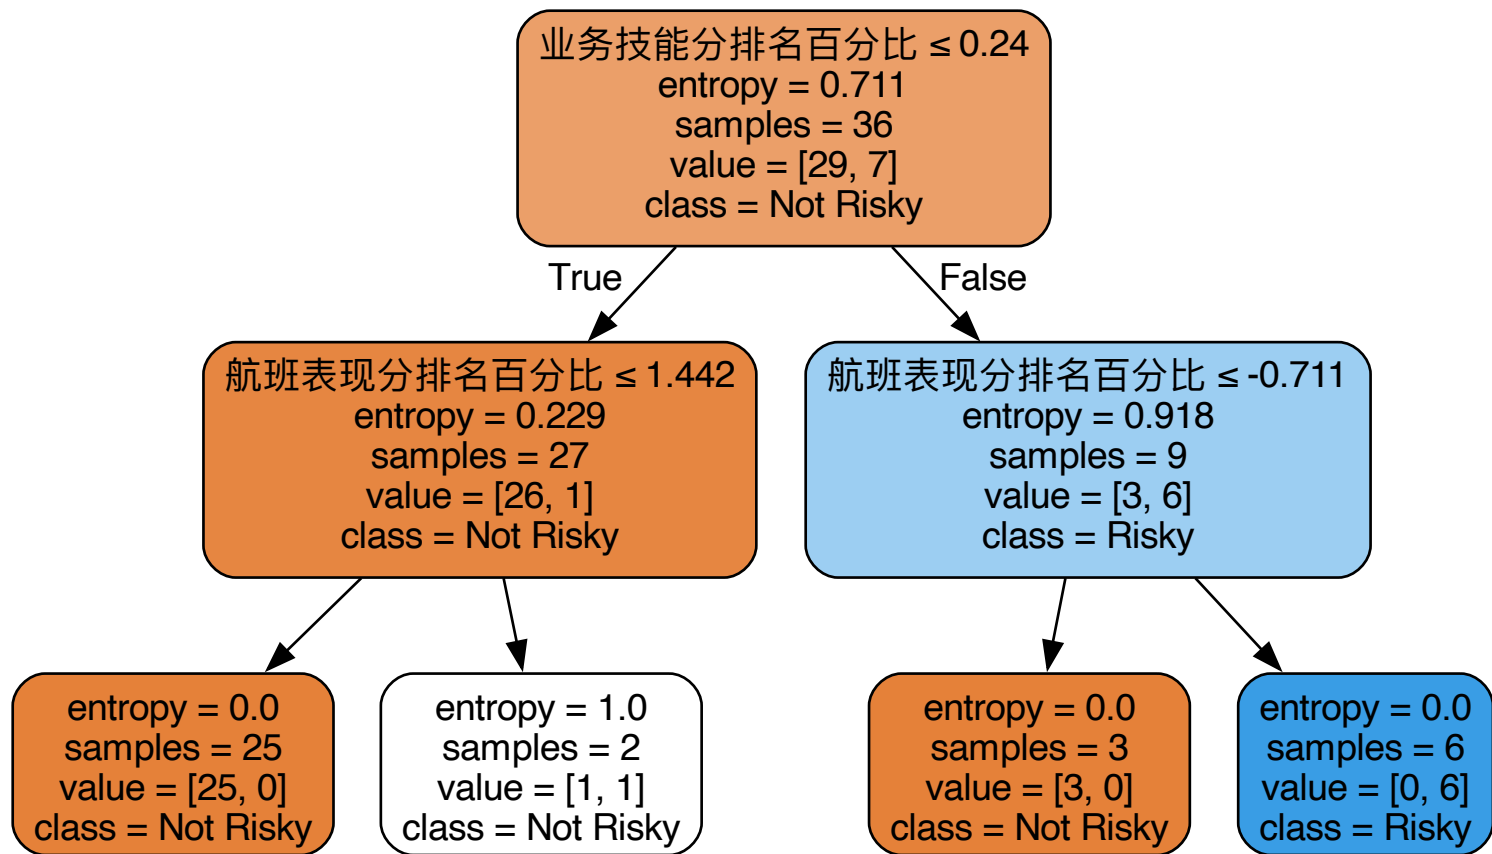 业务技能分排名百分比 ≤ 0.24
entropy = 0.711
samples = 36
value = [29, 7]
class = Not Risky
True
False
航班表现分排名百分比 ≤ 1.442
entropy = 0.229
samples = 27
value = [26, 1]
class = Not Risky
航班表现分排名百分比 ≤ -0.711
entropy = 0.918
samples = 9
value = [3, 6]
class = Risky
entropy = 0.0
samples = 25
value = [25, 0]
class = Not Risky
entropy = 1.0
samples = 2
value = [1, 1]
class = Not Risky
entropy = 0.0
samples = 3
value = [3, 0]
class = Not Risky
entropy = 0.0
samples = 6
value = [0, 6]
class = Risky